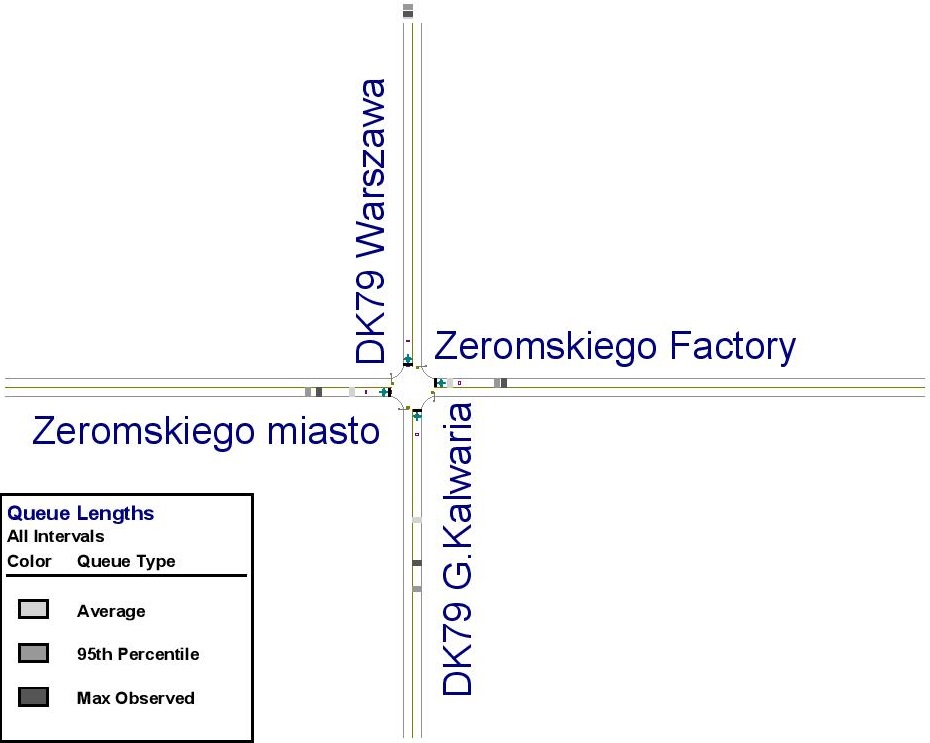 DK79 Warszawa
Zeromskiego Factory
Zeromskiego miasto
DK79 G.Kalwaria
Queue Lengths
All Intervals
Color Queue Type
Average
95th Percentile
Max Observed